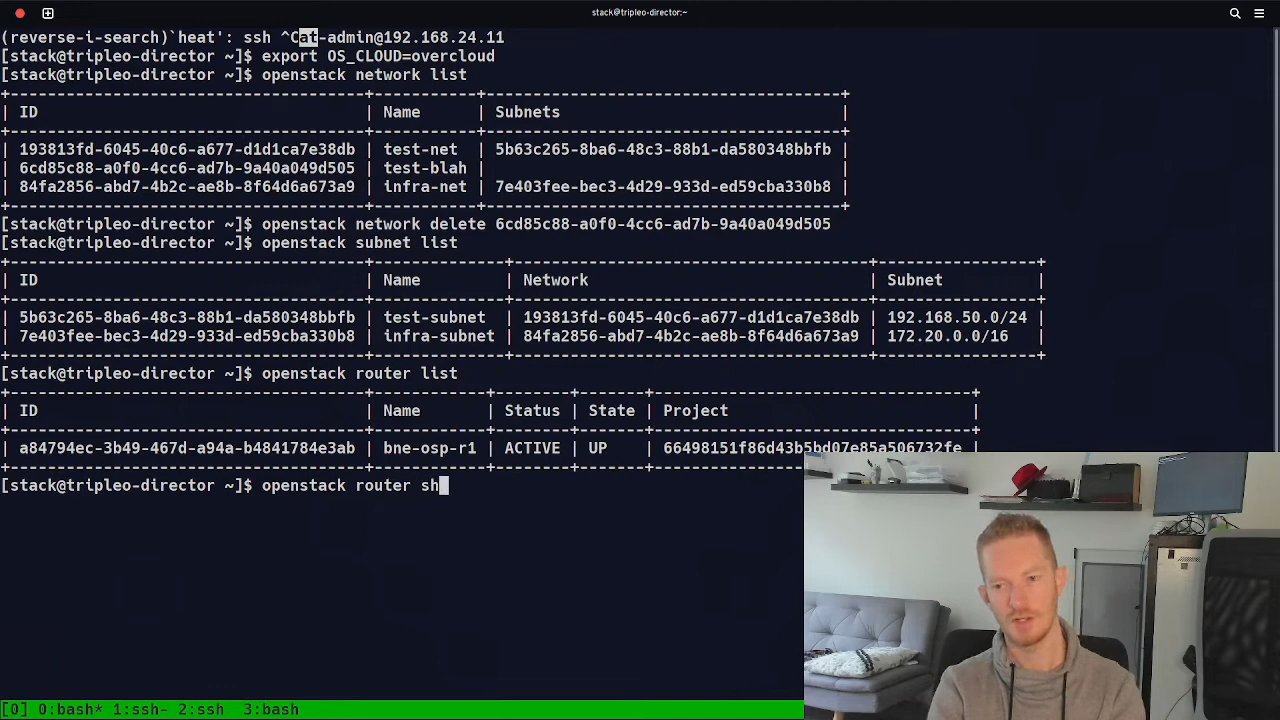 stack@tripleo-director:~
(reverse-i-search)`heat': ssh ^Cat-admin@192.168.24.11
[stack@tripleo-director ~]$ export OS_CLOUD=overcloud
[stack@tripleo-director ~]$ openstack network list
+--------------------------------------+-----------+--------------------------------------+
| ID                                   | Name      | Subnets                              |
+--------------------------------------+-----------+--------------------------------------+
| 193813fd-6045-40c6-a677-d1d1ca7e38db | test-net  | 5b63c265-8ba6-48c3-88b1-da580348bbfb |
| 6cd85c88-a0f0-4cc6-ad7b-9a40a049d505 | test-blah |                                      |
| 84fa2856-abd7-4b2c-ae8b-8f64d6a673a9 | infra-net | 7e403fee-bec3-4d29-933d-ed59cba330b8 |
+--------------------------------------+-----------+--------------------------------------+
[stack@tripleo-director ~]$ openstack network delete 6cd85c88-a0f0-4cc6-ad7b-9a40a049d505
[stack@tripleo-director ~]$ openstack subnet list
+--------------------------------------+--------------+--------------------------------------+-----------------+
| ID                                   | Name         | Network                              | Subnet          |
+--------------------------------------+--------------+--------------------------------------+-----------------+
| 5b63c265-8ba6-48c3-88b1-da580348bbfb | test-subnet  | 193813fd-6045-40c6-a677-d1d1ca7e38db | 192.168.50.0/24 |
| 7e403fee-bec3-4d29-933d-ed59cba330b8 | infra-subnet | 84fa2856-abd7-4b2c-ae8b-8f64d6a673a9 | 172.20.0.0/16   |
+--------------------------------------+--------------+--------------------------------------+-----------------+
[stack@tripleo-director ~]$ openstack router list
+--------------------------------------+------------+--------+-------+----------------------------------+
| ID                                   | Name       | Status | State | Project                          |
+--------------------------------------+------------+--------+-------+----------------------------------+
| a84794ec-3b49-467d-a94a-b4841784e3ab | bne-osp-r1 | ACTIVE | UP    | 66498151f86d43b5bd07e85a506732fe |
+--------------------------------------+------------+--------+-------+----------------------------------+
[stack@tripleo-director ~]$ openstack router sh
[0] 0:bash* 1:ssh- 2:ssh  3:bash